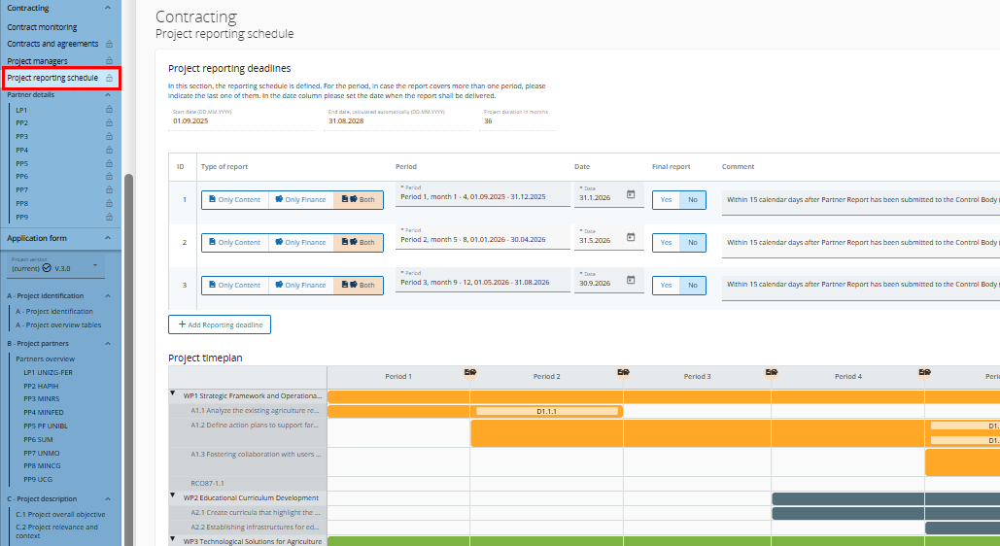 Contracting
Contract monitoring
Contracts and agreements
Project managers
Project reporting schedule
Partner details
LP1
PP2
PP3
PP4
PP5
PP6
PP7
PP8
PP9
Application form
Project version
(current) V.3.0
A - Project identification
A - Project identification
A - Project overview tables
B - Project partners
Partners overview
LP1 UNIZG-FER
PP2 HAPIH
PP3 MINRS
PP4 MINFED
PP5 PF UNIBL
PP6 SUM
PP7 UNMO
PP8 MINCG
PP9 UCG
C - Project description
C.1 Project overall objective
C.2 Project relevance and
context
Contracting
Project reporting schedule
Project reporting deadlines
In this section, the reporting schedule is defined. For the period, in case the report covers more than one period, please
indicate the last one of them. In the date column please set the date when the report shall be delivered.
Start date (DD.MM.YYYY) End date, calculated automatically (DD.MM.YYYY) Project duration in months
01.09.2025 31.08.2028 36
ID Type of report Period Date Final report Comment
* Period * Date
1 Only Content Only Finance Both Period 1, month 1 - 4, 01.09.2025 - 31.12.2025 31.1.2026 Yes No Within 15 calendar days after Partner Report has been submitted to the Control Body (
* Period * Date
2 Only Content Only Finance Both Period 2, month 5 - 8, 01.01.2026 - 30.04.2026 31.5.2026 Yes No Within 15 calendar days after Partner Report has been submitted to the Control Body (
* Period * Date
3 Only Content Only Finance Both Period 3, month 9 - 12, 01.05.2026 - 31.08.2026 30.9.2026 Yes No Within 15 calendar days after Partner Report has been submitted to the Control Body (
+ Add Reporting deadline
Project timeplan
Period 1 Period 2 Period 3 Period 4 Peri
WP1 Strategic Framework and Operationa...
A1.1 Analyze the existing agriculture re... D1.1.1
A1.2 Define action plans to support far... D1.
D1.
A1.3 Fostering collaboration with users ...
RCO87-1.1
WP2 Educational Curriculum Development
A2.1 Create curricula that highlight the ...
A2.2 Establishing infrastructures for ed...
WP3 Technological Solutions for Agriculture